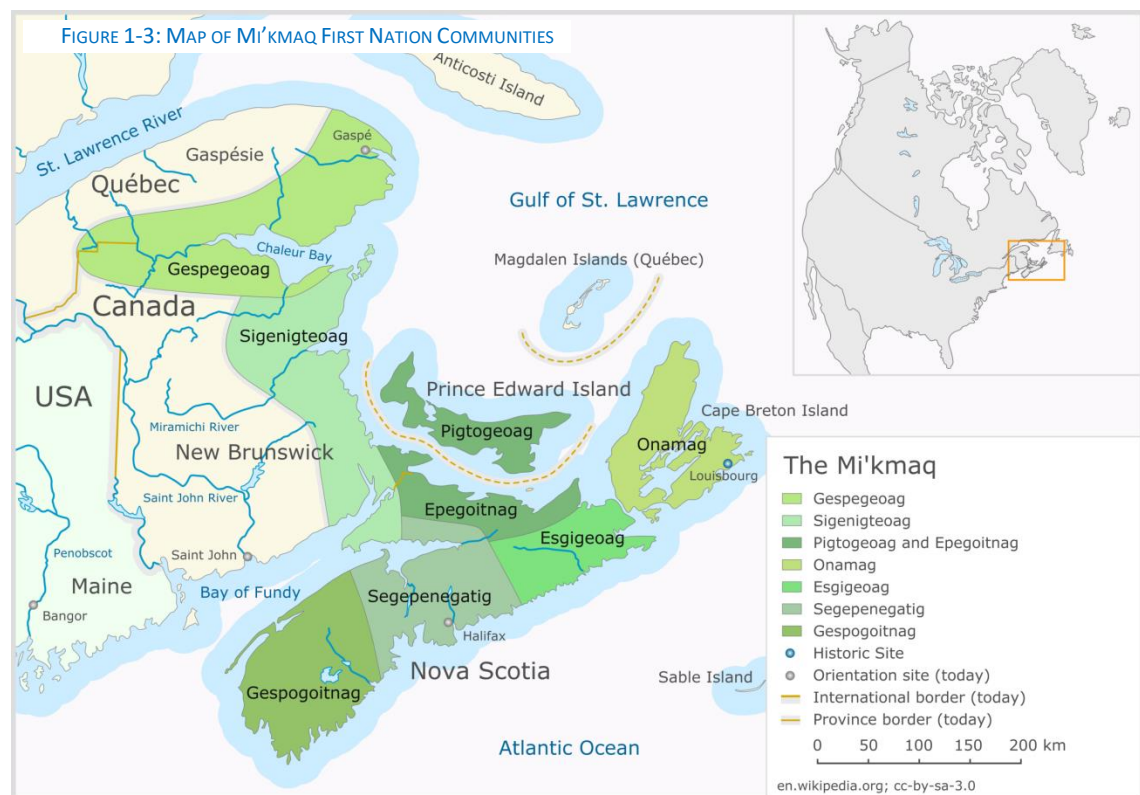 FIGURE 1-3: MAP OF MI'KMAQ FIRST NATION COMMUNITIES
Anticosti Island
St. Lawrence River
Gaspé
Gaspésie
Québec
Gulf of St. Lawrence
Chaleur Bay
Magdalen Islands (Québec)
Gespegeoag
Canada
Sigenigteoag
USA
Prince Edward Island
Cape Breton Island
Miramichi River
Pigtogeoag
Onamag
New Brunswick
Louisbourg
Saint John River
Epegoitnag
Esgigeoag
Saint John
Penobscot
Maine
Bay of Fundy
Segepenegatig
Bangor
Halifax
Nova Scotia
Sable Island
Gespogoitnag
Atlantic Ocean
The Mi'kmaq
Gespegeoag
Sigenigteoag
Pigtogeoag and Epegoitnag
Onamag
Esgigeoag
Segepenegatig
Gespogoitnag
Historic Site
Orientation site (today)
International border (today)
Province border (today)
0 50 100 150 200 km
en.wikipedia.org; cc-by-sa-3.0